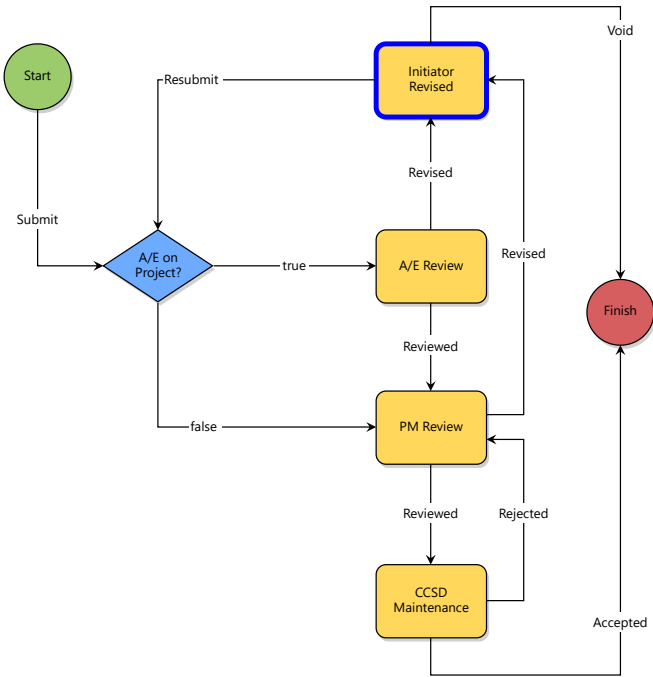 Void
Start
Initiator
Revised
Resubmit
Revised
Submit
Revised
A/E on
Project?
true
A/E Review
Finish
Reviewed
false
PM Review
Reviewed
Rejected
CCSD
Maintenance
Accepted